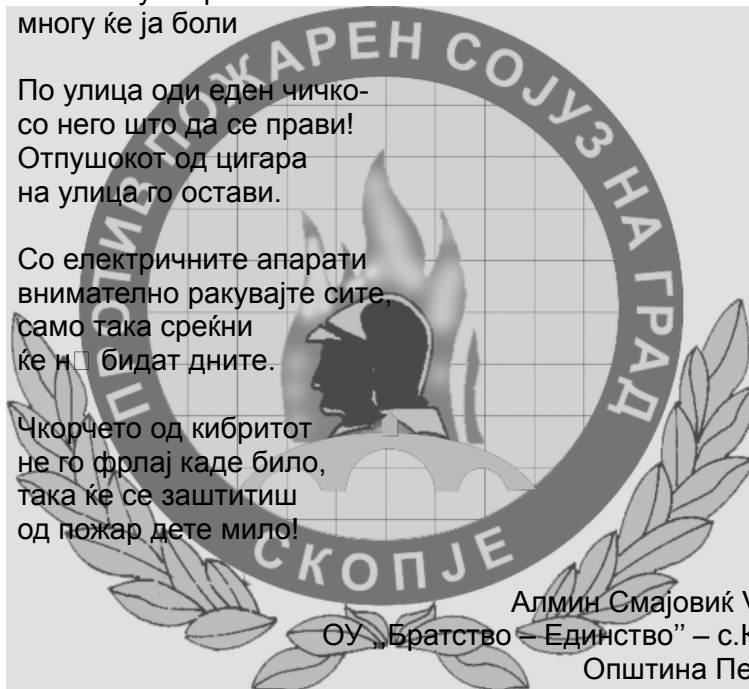 многу ќе ја боли
По улица оди еден чичко-
со него што да се прави!
Отпушокот од цигара
на улица го остави.
Со електричните апарати
внимателно ракувајте сите,
само така среќни
ќе н□ бидат дните.
Чкорчето од кибритот
не го фрлај каде било,
така ќе се заштитиш
од пожар дете мило!
ПРОТИВ ПОЖАРЕН СОЈУЗ НА ГРАД
СКОПЈЕ
Алмин Смајовиќ
ОУ ,,Братство – Единство’’ – с.
Општина